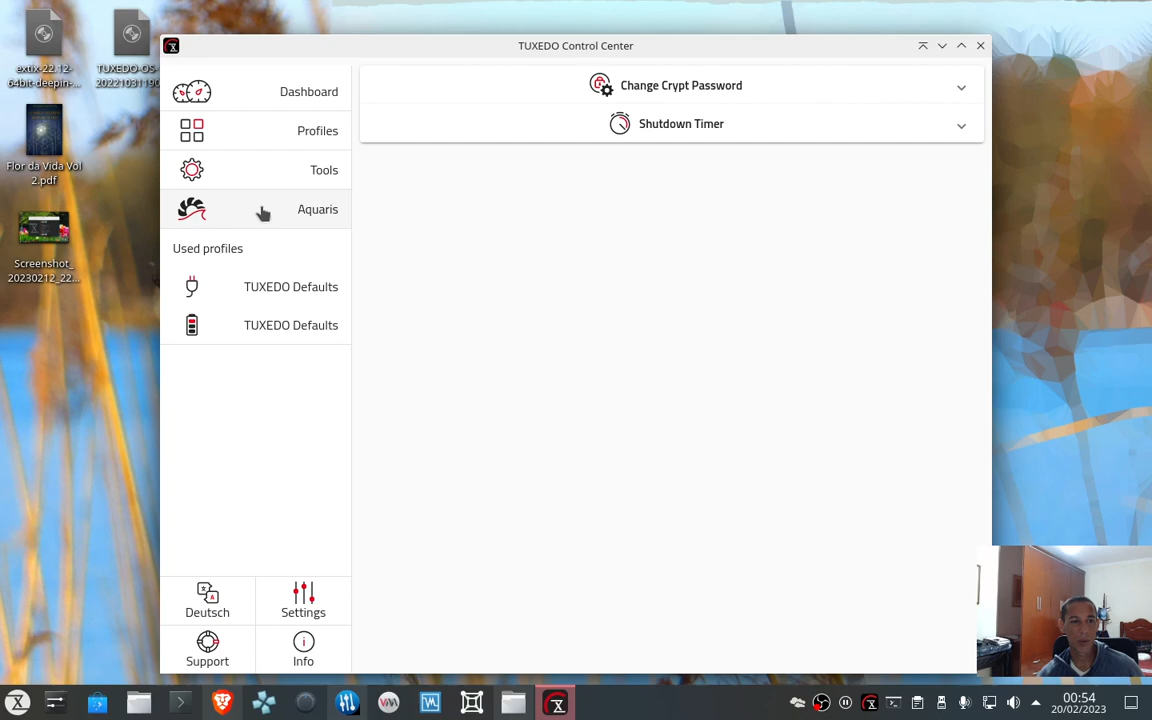 extix-22.12-
64bit-deepin-...
TUXEDO-OS-
Flor da Vida Vol
2.pdf
Screenshot_
20230212_22...
TUXEDO Control Center
Dashboard
Profiles
Tools
Aquaris
Used profiles
TUXEDO Defaults
TUXEDO Defaults
Deutsch
Settings
Support
Info
Change Crypt Password
Shutdown Timer
00:54
20/02/2023